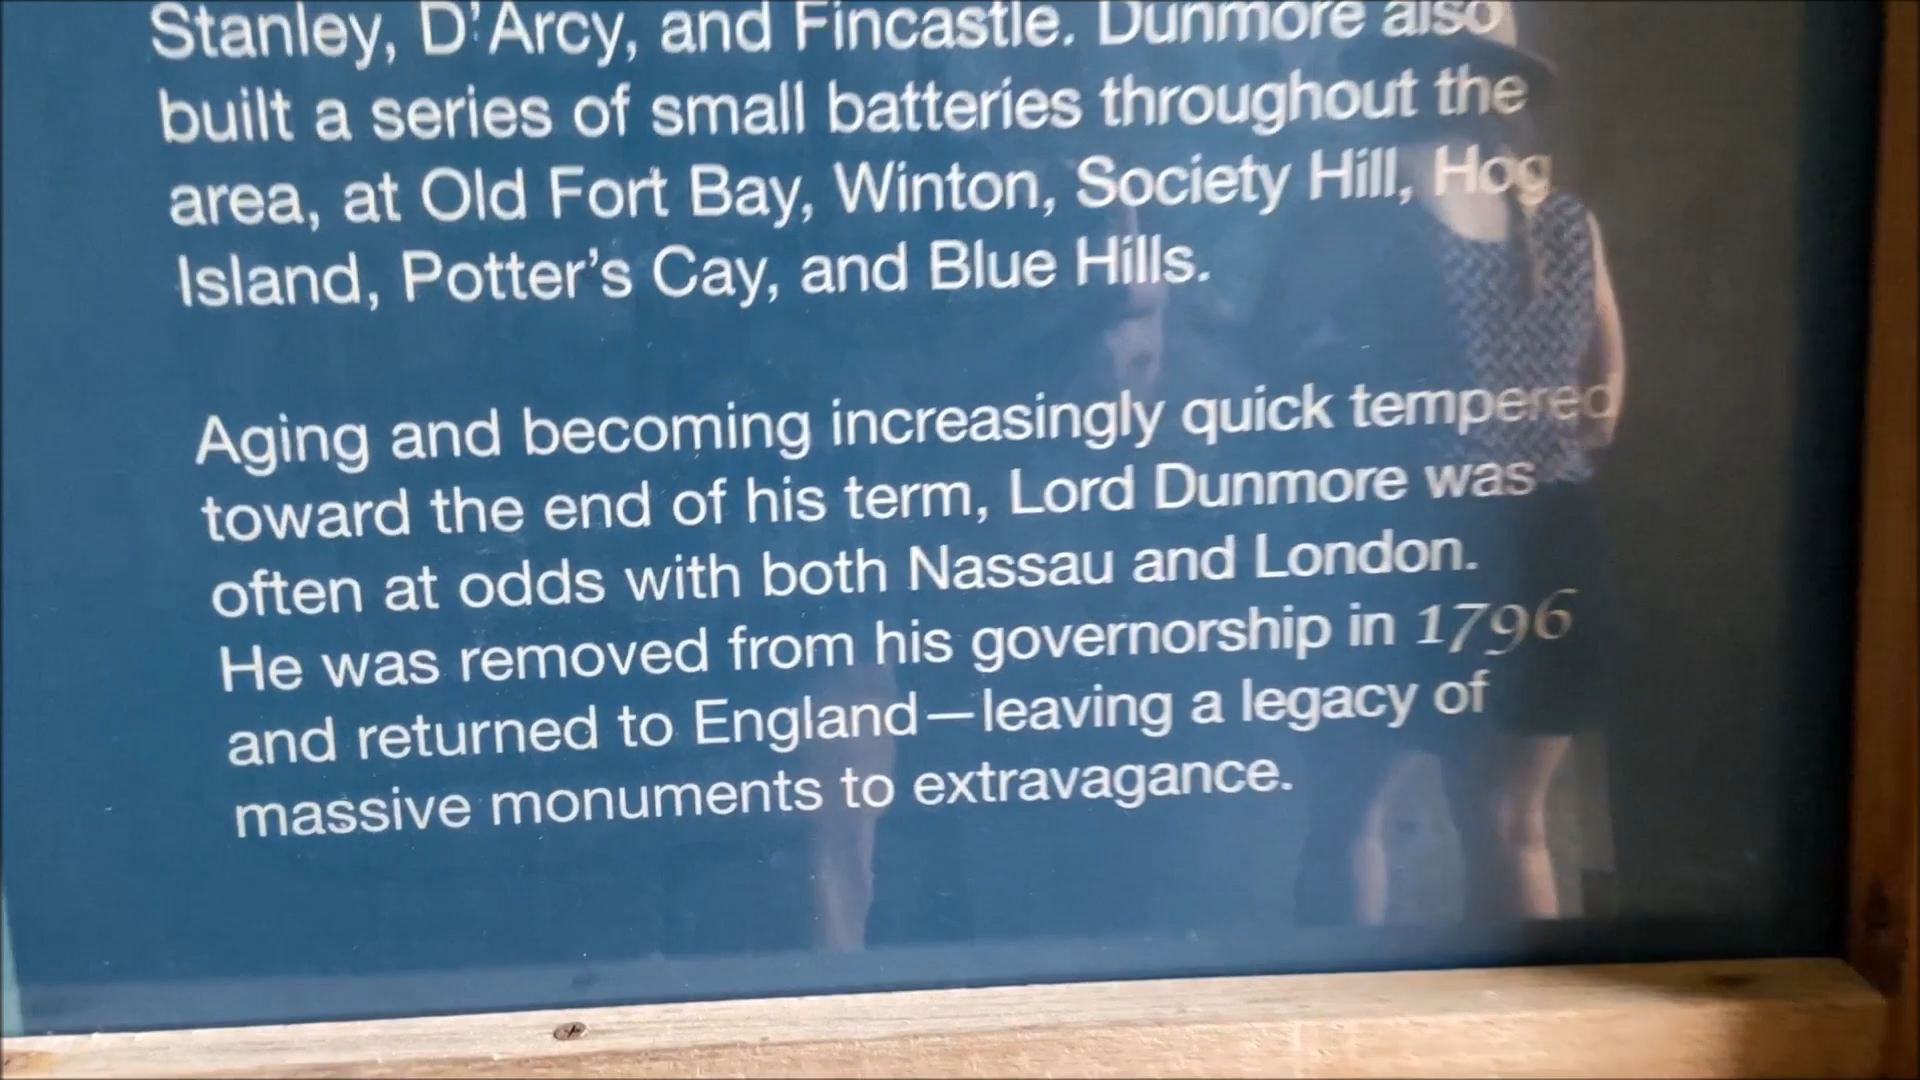 Stanley, D'Arcy, and Fincastle. Dunmore also
built a series of small batteries throughout the
area, at Old Fort Bay, Winton, Society Hill, Hog
Island, Potter’s Cay, and Blue Hills.
Aging and becoming increasingly quick tempered
toward the end of his term, Lord Dunmore was
often at odds with both Nassau and London.
He was removed from his governorship in 1796
and returned to England—leaving a legacy of
massive monuments to extravagance.